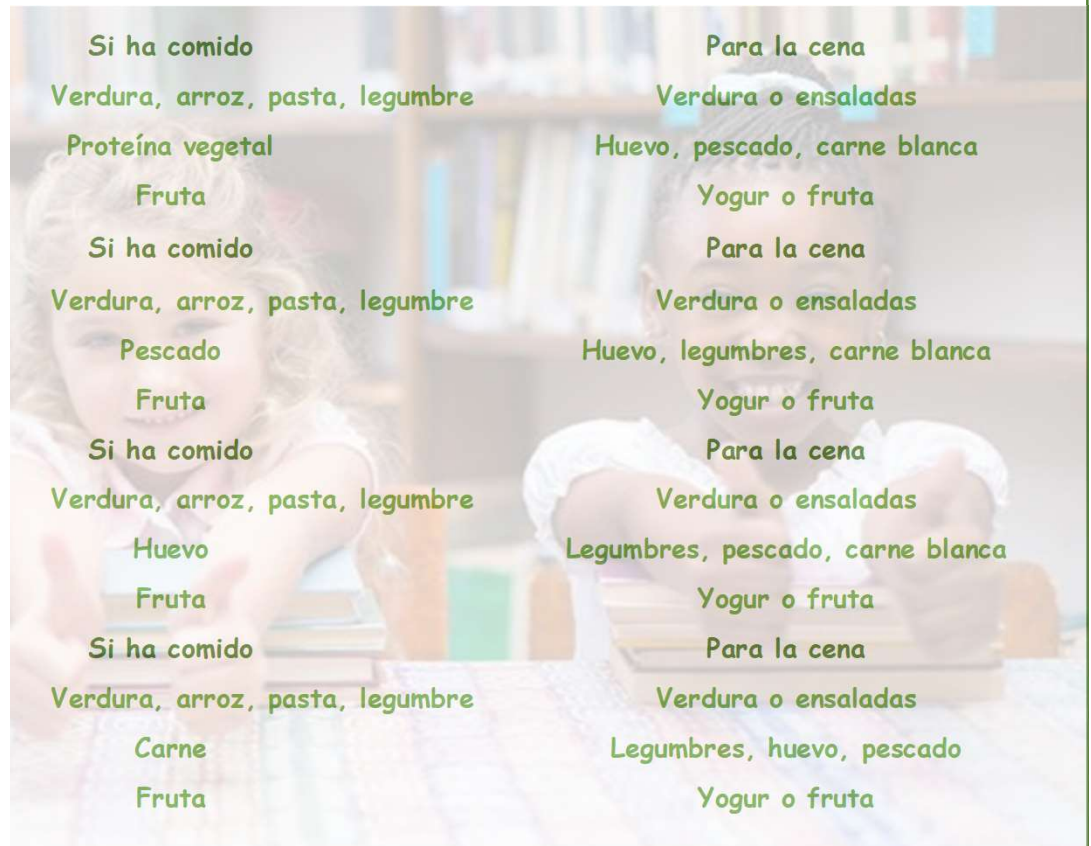 Si ha comido Para la cena
Verdura, arroz, pasta, legumbre Verdura o ensaladas
Proteína vegetal Huevo, pescado, carne blanca
Fruta Yogur o fruta
Si ha comido Para la cena
Verdura, arroz, pasta, legumbre Verdura o ensaladas
Pescado Huevo, legumbres, carne blanca
Fruta Yogur o fruta
Si ha comido Para la cena
Verdura, arroz, pasta, legumbre Verdura o ensaladas
Huevo Legumbres, pescado, carne blanca
Fruta Yogur o fruta
Si ha comido Para la cena
Verdura, arroz, pasta, legumbre Verdura o ensaladas
Carne Legumbres, huevo, pescado
Fruta Yogur o fruta